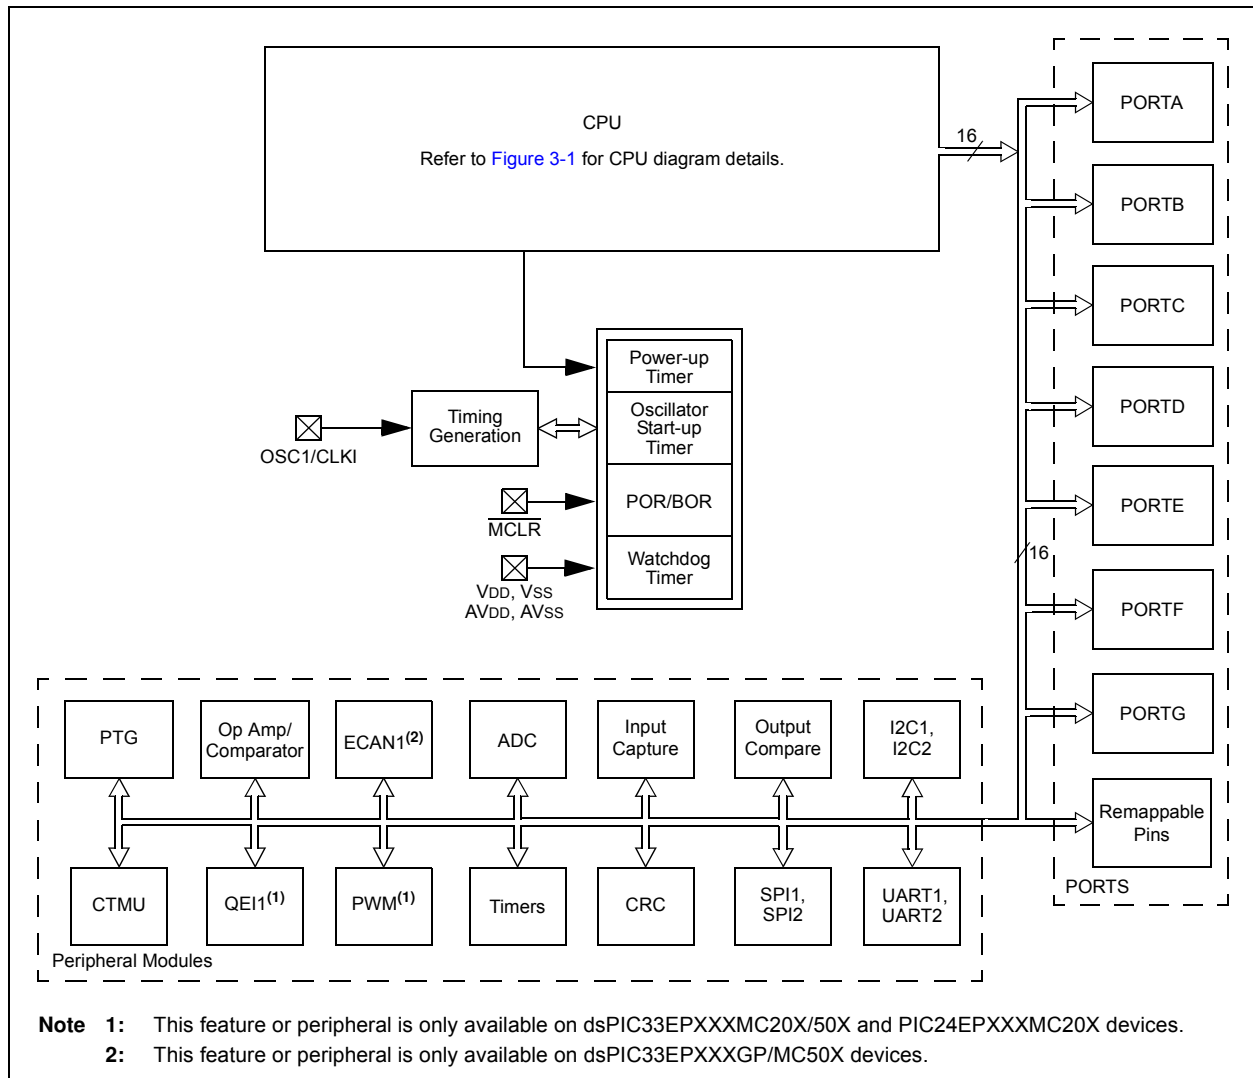 CPU
Refer to Figure 3-1 for CPU diagram details.
16
PORTA
PORTB
PORTC
PORTD
PORTE
16
PORTF
PORTG
Remappable
Pins
PORTS
Power-up
Timer
Oscillator
Start-up
Timer
POR/BOR
Watchdog
Timer
Timing
Generation
OSC1/CLKI
MCLR
VDD, VSS
AVDD, AVSS
PTG
Op Amp/
Comparator
ECAN1(2)
ADC
Input
Capture
Output
Compare
I2C1,
I2C2
CTMU
QEI1(1)
PWM(1)
Timers
CRC
SPI1,
SPI2
UART1,
UART2
Peripheral Modules
Note 1: This feature or peripheral is only available on dsPIC33EPXXXMC20X/50X and PIC24EPXXXMC20X devices.
2: This feature or peripheral is only available on dsPIC33EPXXXGP/MC50X devices.